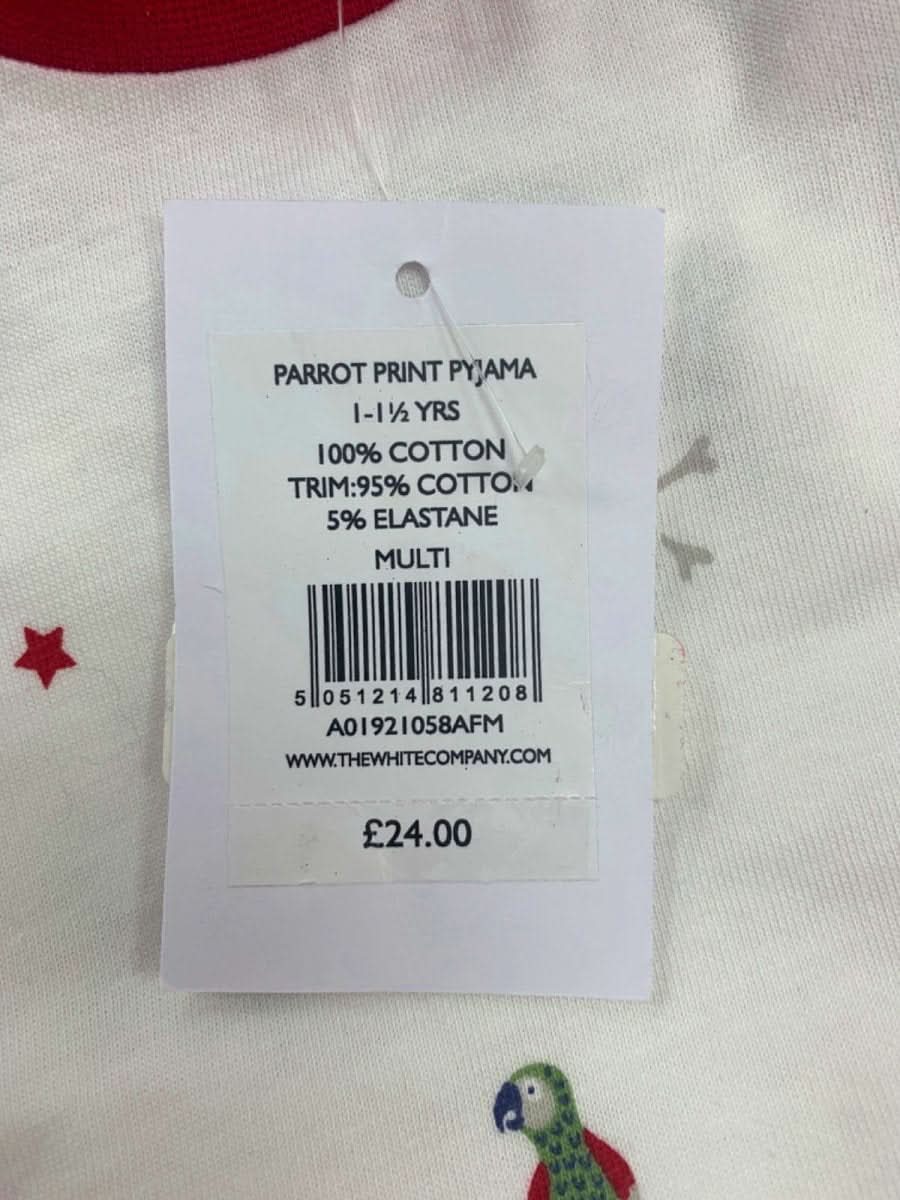 PARROT PRINT PYJAMA
1-1½ YRS
100% COTTON
TRIM:95% COTTON
5% ELASTANE
MULTI
5 051214 811208
A01921058AFM
WWW.THEWHITECOMPANY.COM
£24.00